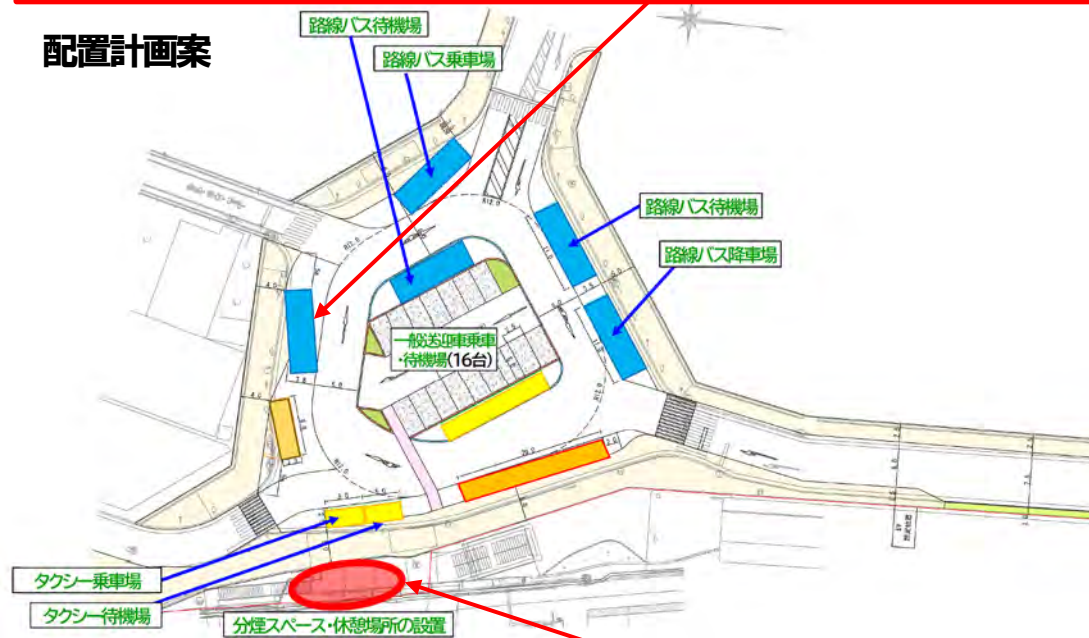 配置計画案
路線バス待機場
路線バス乗車場
路線バス待機場
路線バス降車場
一般送迎車乗車
・待機場(16台)
タクシー乗車場
タクシー待機場
分煙スペース・休憩場所の設置